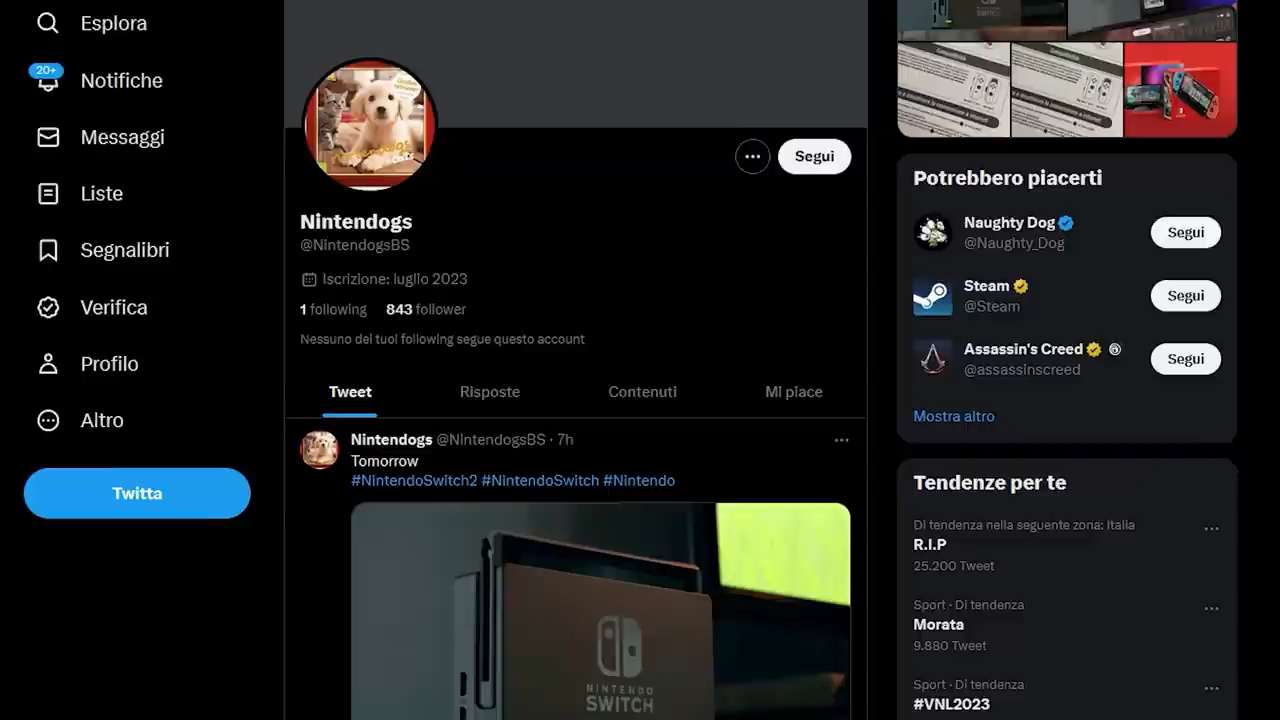 Esplora
20+
Notifiche
Messaggi
Liste
Segnalibri
Verifica
Profilo
Altro
Twitta
Segui
Nintendogs
@NintendogsBS
Iscrizione: luglio 2023
1 following 843 follower
Nessuno dei tuoi following segue questo account
Tweet Risposte Contenuti Mi piace
Nintendogs @NintendogsBS · 7h
Tomorrow
#NintendoSwitch2 #NintendoSwitch #Nintendo
NINTENDO
SWITCH
SWITCH
Potrebbero piacerti
Naughty Dog
@Naughty_Dog
Segui
Steam
@Steam
Segui
Assassin's Creed
@assassinscreed
Segui
Mostra altro
Tendenze per te
Di tendenza nella seguente zona: Italia
R.I.P
25.200 Tweet
Sport · Di tendenza
Morata
9.880 Tweet
Sport · Di tendenza
#VNL2023